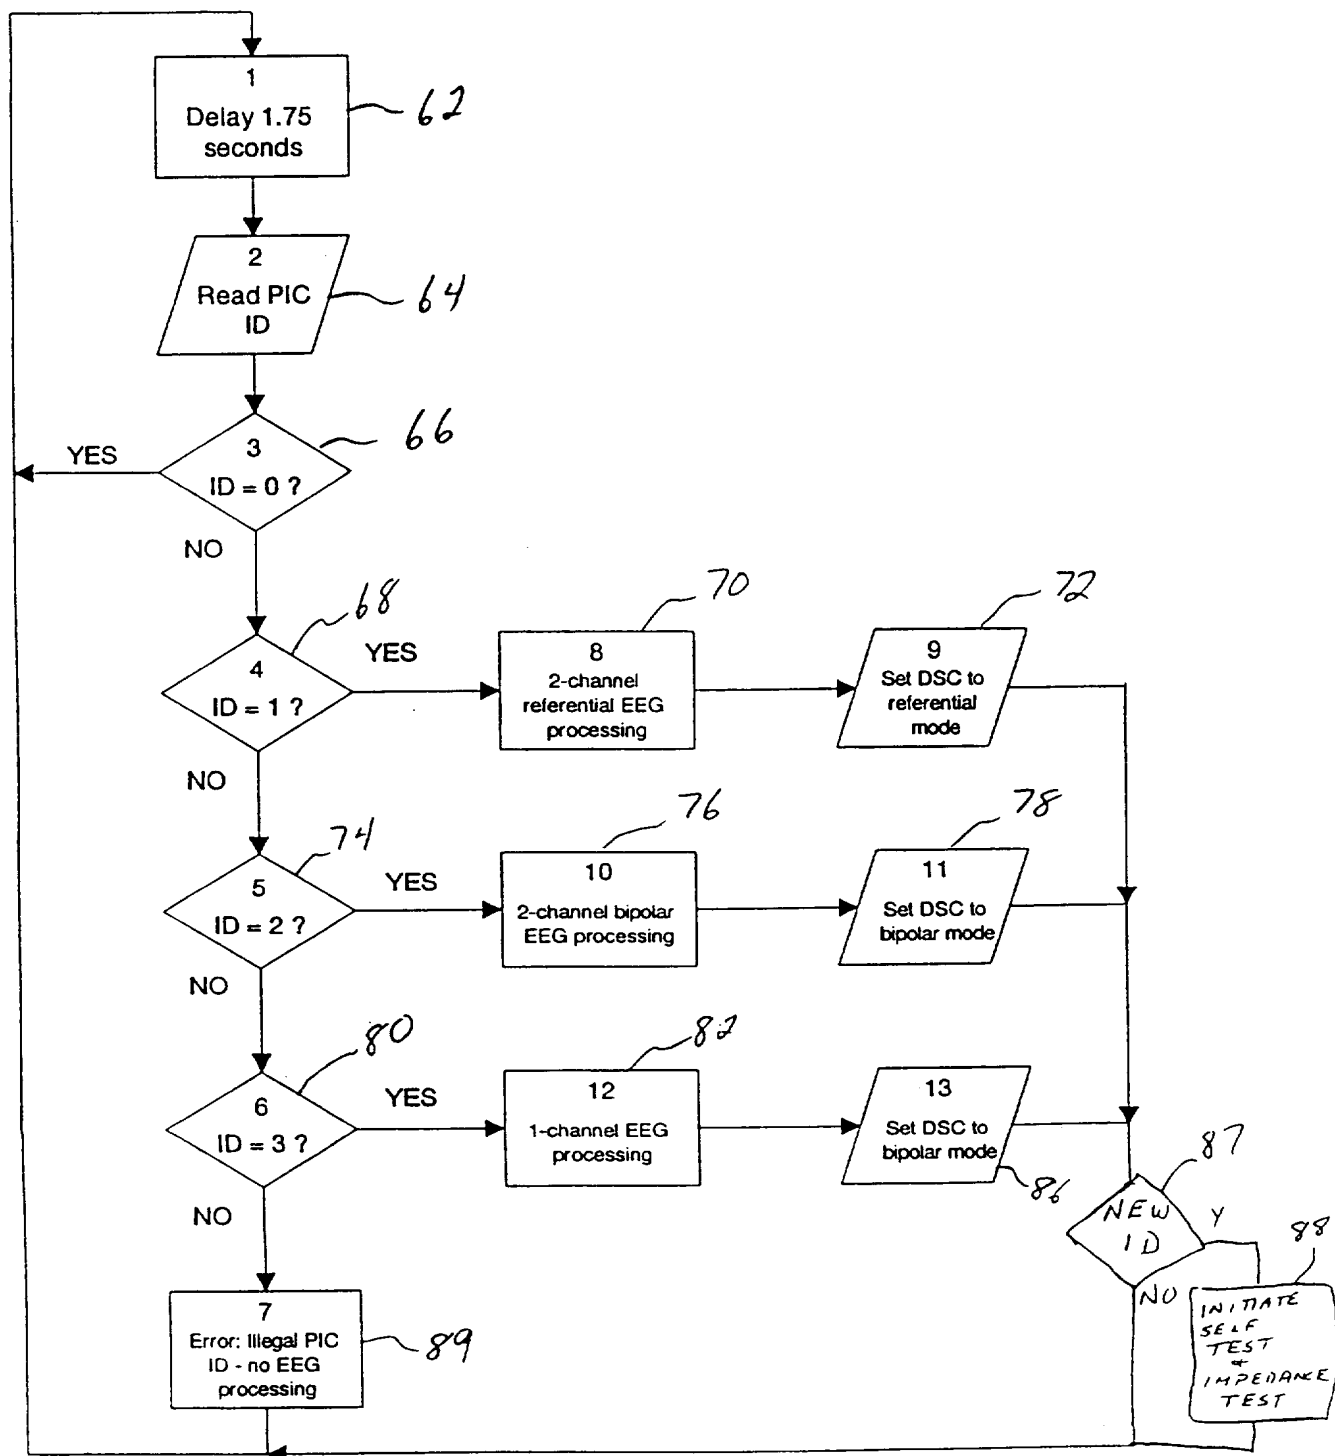 1
Delay 1.75
seconds
62
2
Read PIC
ID
64
3
ID = 0 ?
66
YES
NO
4
ID = 1 ?
68
YES
8
2-channel
referential EEG
processing
70
9
Set DSC to
referential
mode
72
NO
5
ID = 2 ?
74
YES
10
2-channel bipolar
EEG processing
76
11
Set DSC to
bipolar mode
78
NO
6
ID = 3 ?
80
YES
12
1-channel EEG
processing
82
13
Set DSC to
bipolar mode
86
NO
NEW
ID
87
Y
NO
INITIATE
SELF
TEST
+
IMPEDANCE
TEST
88
7
Error: Illegal PIC
ID - no EEG
processing
89